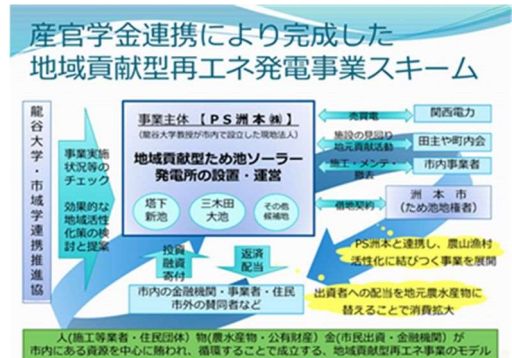 産官学金連携により完成した
地域貢献型再エネ発電事業スキーム
龍谷大学・市域学連携推進協
事業実施
状況等の
チェック
効果的な
地域活性
化策の検
討と提案
事業主体 【PS洲本㈱】
(龍谷大学教授が市内で設立した現地法人)
地域貢献型ため池ソーラー
発電所の設置・運営
塔下
新池
三木田
大池
その他
候補地
売買電
関西電力
施設の見回り
地元貢献活動
田主や町内会
施工・メンテ・
撤去
市内事業者
借地契約
洲本市
(ため池地権者)
投資
融資
寄付
返済
配当
市内の金融機関・事業者・住民
市外の賛同者など
PS洲本と連携し、農山漁村
活性化に結びつく事業を展開
出資者への配当を地元農水産物に
替えることで消費拡大
人(施工等業者・住民団体)物(農水産物・公有財産)金(市民出資・金融機関)が
市内にある資源を中心に賄われ、循環することで成立する、地域貢献型再エネ事業のモデル